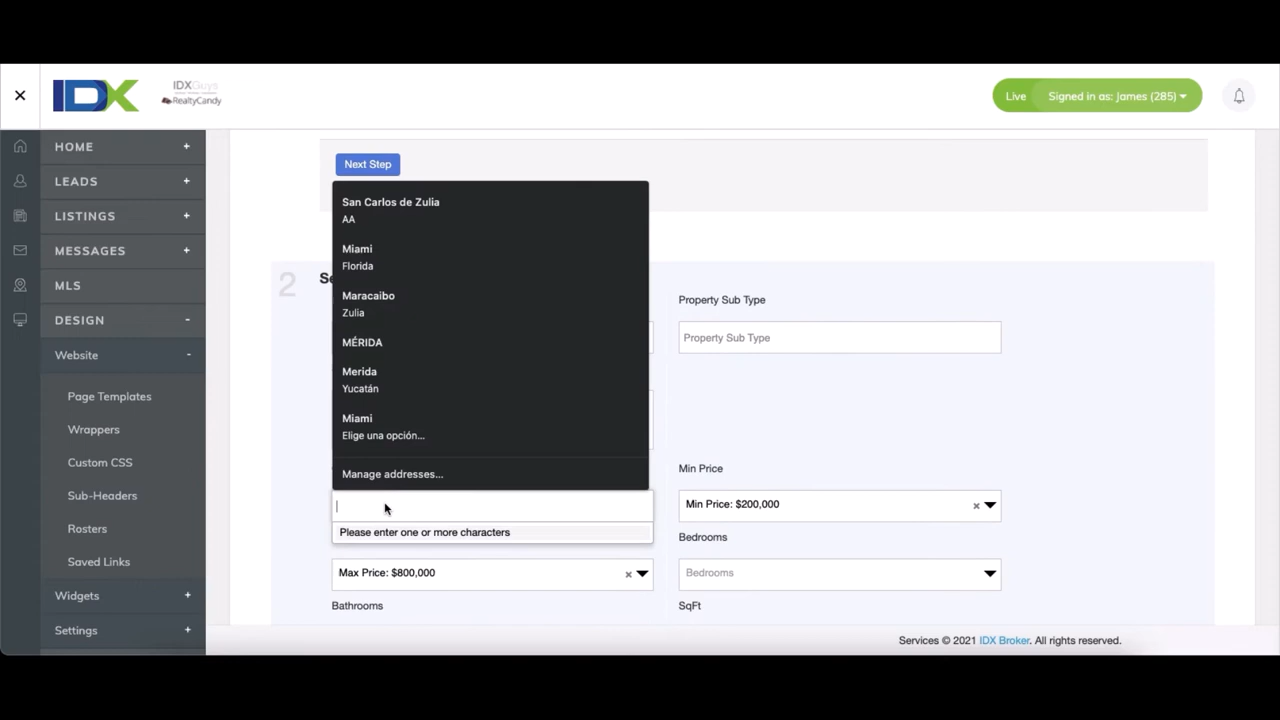 IDX
IDXGuys
RealtyCandy
Live
Signed in as: James (285)
HOME
LEADS
LISTINGS
MESSAGES
MLS
DESIGN
Website
Page Templates
Wrappers
Custom CSS
Sub-Headers
Rosters
Saved Links
Widgets
Settings
Next Step
2
Se
San Carlos de Zulia
AA
Miami
Florida
Maracaibo
Zulia
MÉRIDA
Merida
Yucatán
Miami
Elige una opción...
Manage addresses...
Please enter one or more characters
Property Sub Type
Property Sub Type
Min Price
Min Price: $200,000
Bedrooms
Max Price: $800,000
Bedrooms
Bathrooms
SqFt
Services © 2021 IDX Broker. All rights reserved.